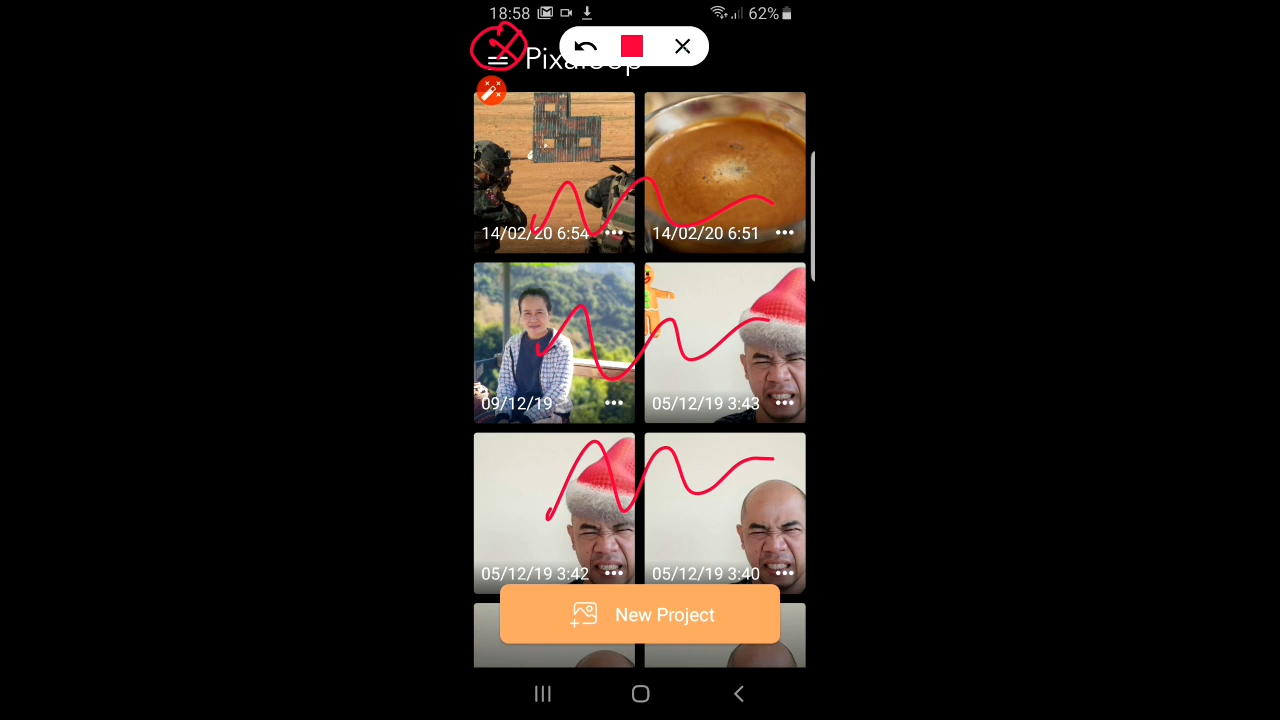 18:58 62%
14/02/20 6:54 14/02/20 6:51
09/12/19 05/12/19 3:43
05/12/19 3:42 05/12/19 3:40
New Project